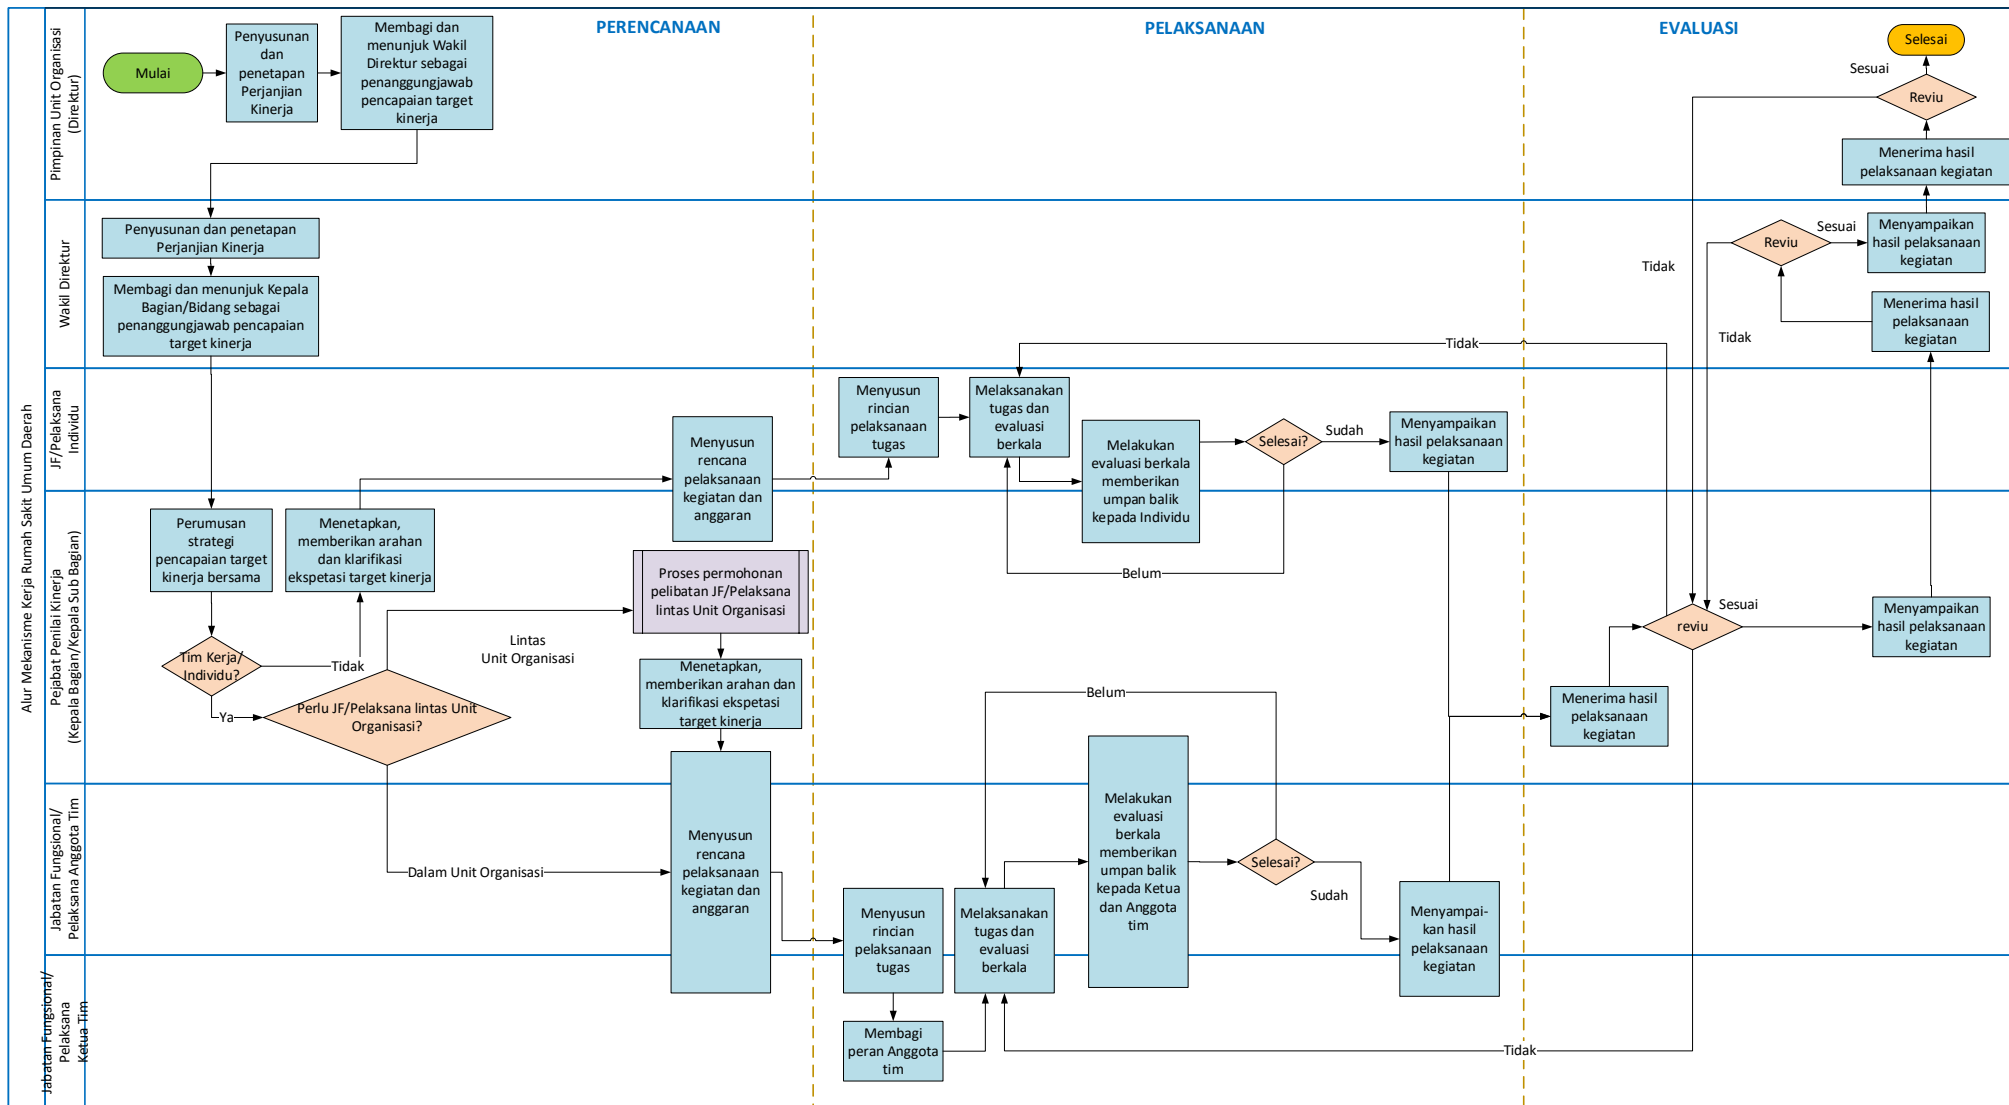 Alur Mekanisme Kerja Rumah Sakit Umum Daerah
PERENCANAAN
PELAKSANAAN
EVALUASI
Pimpinan Unit Organisasi
(Direktur)
Mulai
Penyusunan
dan
penetapan
Perjanjian
Kinerja
Membagi dan
menunjuk Wakil
Direktur sebagai
penanggungjawab
pencapaian target
kinerja
Selesai
Sesuai
Reviu
Menerima hasil
pelaksanaan kegiatan
Wakil Direktur
Penyusunan dan penetapan
Perjanjian Kinerja
Membagi dan menunjuk Kepala
Bagian/Bidang sebagai
penanggungjawab pencapaian
target kinerja
Tidak
Reviu
Sesuai
Menyampaikan
hasil pelaksanaan
kegiatan
Tidak
Menerima hasil
pelaksanaan
kegiatan
Tidak
JF/Pelaksana
Individu
Menyusun
rencana
pelaksanaan
kegiatan dan
anggaran
Menyusun
rincian
pelaksanaan
tugas
Melaksanakan
tugas dan
evaluasi
berkala
Melakukan
evaluasi berkala
memberikan
umpan balik
kepada Individu
Selesai?
Sudah
Menyampaikan
hasil pelaksanaan
kegiatan
Belum
Pejabat Penilai Kinerja
(Kepala Bagian/Kepala Sub Bagian)
Perumusan
strategi
pencapaian target
kinerja bersama
Menetapkan,
memberikan arahan
dan klarifikasi
ekspetasi target kinerja
Tim Kerja/
Individu?
Tidak
Ya
Perlu JF/Pelaksana lintas Unit
Organisasi?
Lintas
Unit Organisasi
Proses permohonan
pelibatan JF/Pelaksana
lintas Unit Organisasi
Menetapkan,
memberikan arahan dan
klarifikasi ekspetasi
target kinerja
Belum
Menerima hasil
pelaksanaan
kegiatan
reviu
Sesuai
Menyampaikan
hasil pelaksanaan
kegiatan
Jabatan Fungsional/
Pelaksana Anggota Tim
Dalam Unit Organisasi
Menyusun
rencana
pelaksanaan
kegiatan dan
anggaran
Menyusun
rincian
pelaksanaan
tugas
Melaksanakan
tugas dan
evaluasi
berkala
Melakukan
evaluasi
berkala
memberikan
umpan balik
kepada Ketua
dan Anggota
tim
Selesai?
Sudah
Menyampai-
kan hasil
pelaksanaan
kegiatan
Jabatan Fungsional/
Pelaksana
Ketua Tim
Membagi
peran Anggota
tim
Tidak